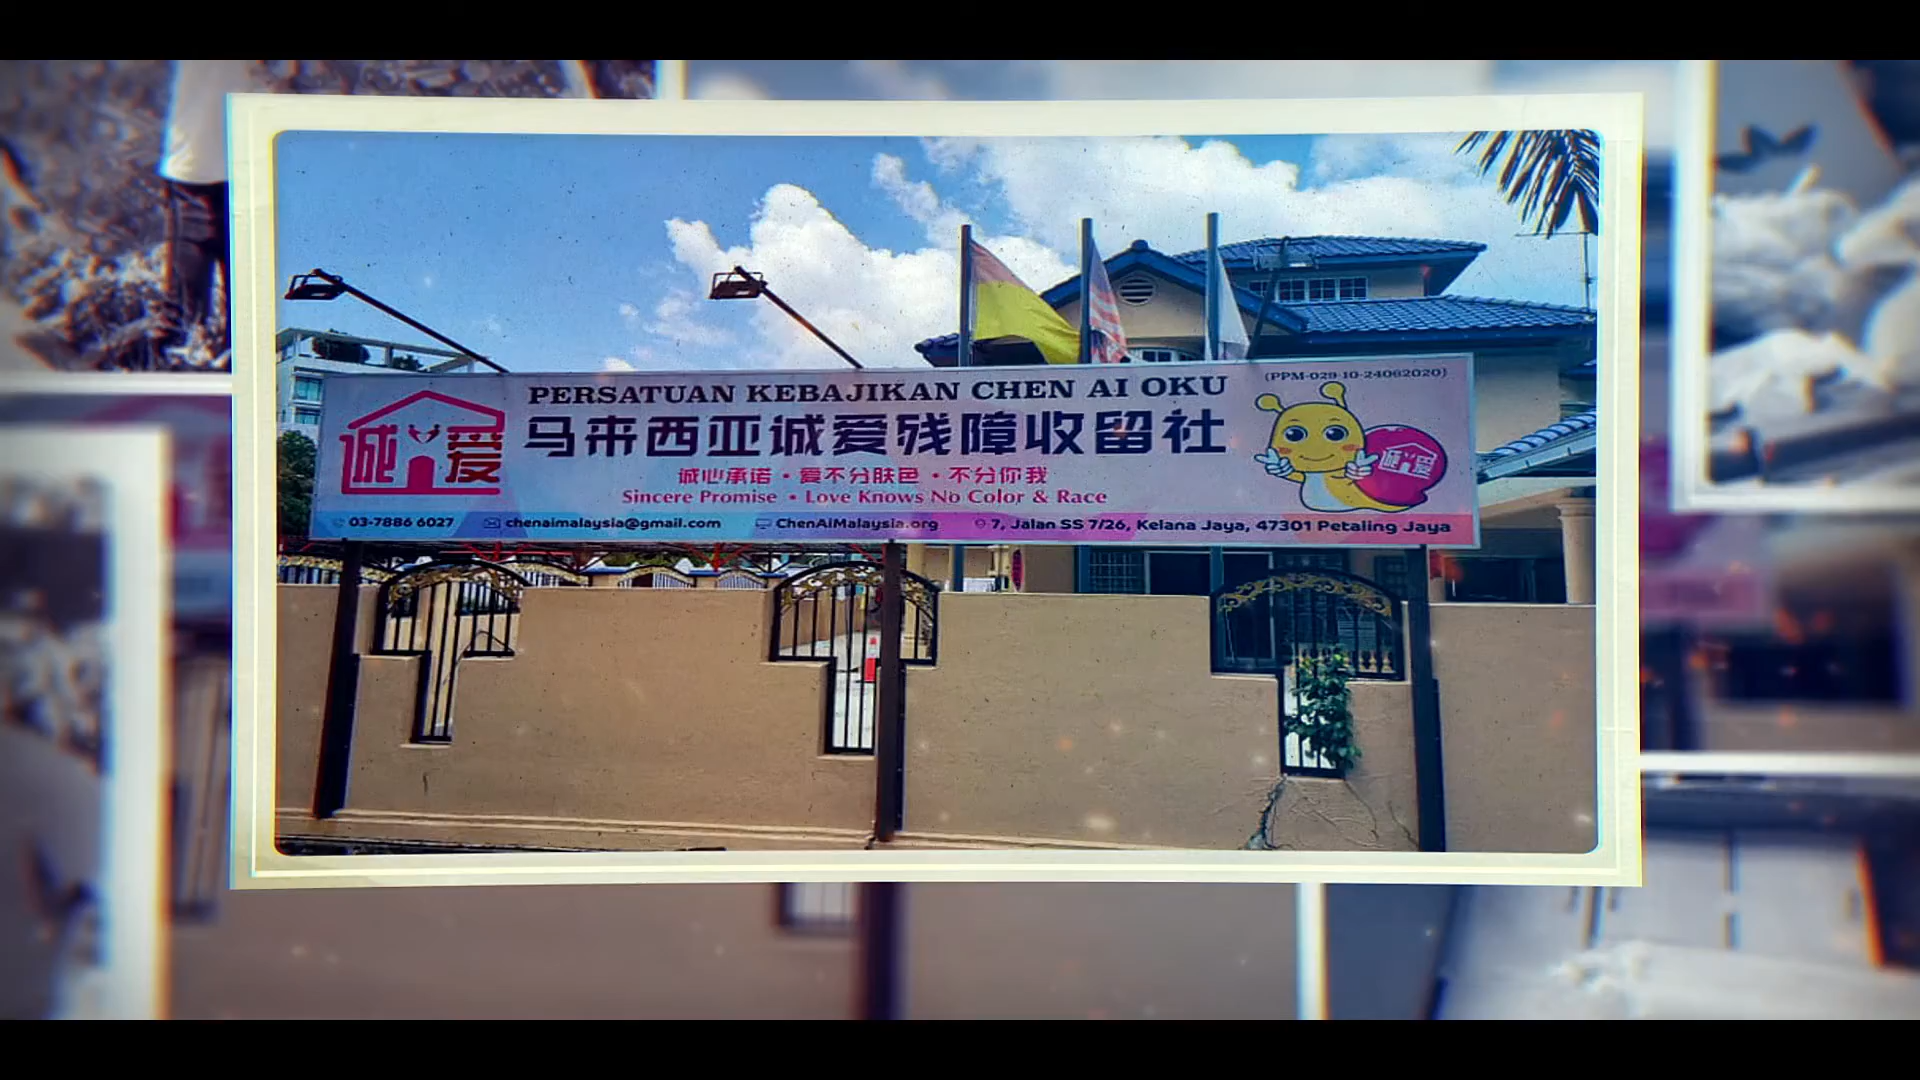 PERSATUAN KEBAJIKAN CHEN AI OKU
(PPM-029-10-24062020)
诚爱
马来西亚诚爱残障收留社
诚爱
诚心承诺·爱不分肤色·不分你我
Sincere Promise • Love Knows No Color & Race
03-7886 6027 chenaimalaysia@gmail.com ChenAiMalaysia.org 7, Jalan SS 7/26, Kelana Jaya, 47301 Petaling Jaya